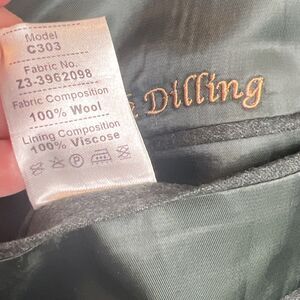 Model
C303
Fabric No.
Z3-3962098
Fabric Composition
100% Wool
Lining Composition
100% Viscose
Dilling